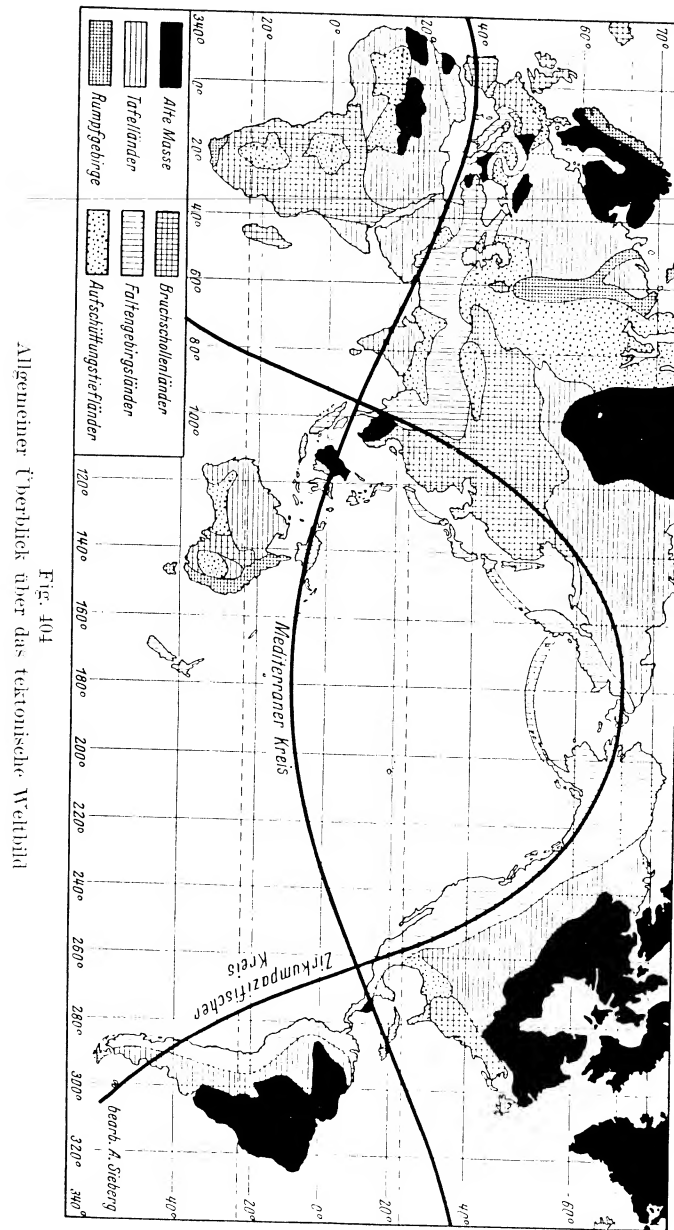 340° 0° 20° 40° 60° 80° 100° 120° 140° 160° 180° 200° 220° 240° 260° 280° 300° 320° 340°
70°
60°
40°
20°
0°
20°
40°
Mediterraner Kreis
Zirkumpazifischer
Kreis
Alte Masse
Tafelländer
Rumpfgebirge
Bruchschollenländer
Faltengebirgsländer
Aufschüttungstiefländer
bearb. A. Sieberg
Fig. 404
Allgemeiner Überblick über das tektonische Weltbild